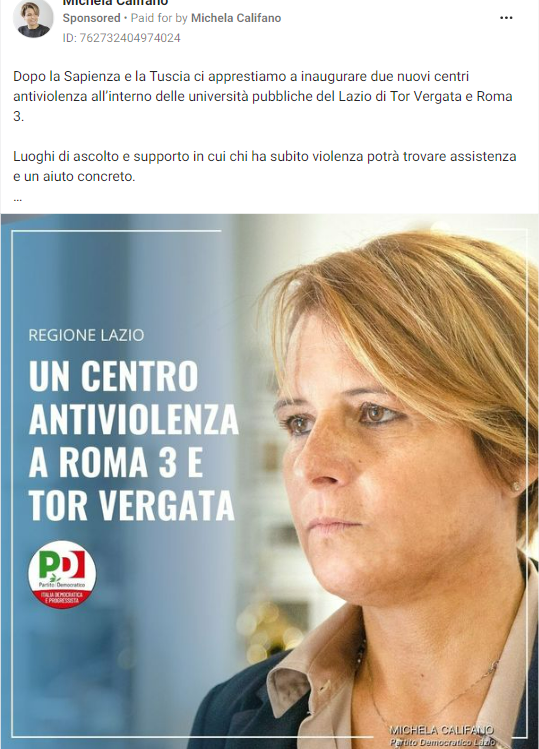 Michela Califano
Sponsored • Paid for by Michela Califano
ID: 762732404974024
Dopo la Sapienza e la Tuscia ci apprestiamo a inaugurare due nuovi centri
antiviolenza all'interno delle università pubbliche del Lazio di Tor Vergata e Roma
3.
Luoghi di ascolto e supporto in cui chi ha subito violenza potrà trovare assistenza
e un aiuto concreto.
...
REGIONE LAZIO
UN CENTRO
ANTIVIOLENZA
A ROMA 3 E
TOR VERGATA
PD
Partito Democratico
ITALIA DEMOCRATICA
E PROGRESSISTA
MICHELA CALIFANO
Partito Democratico Lazio